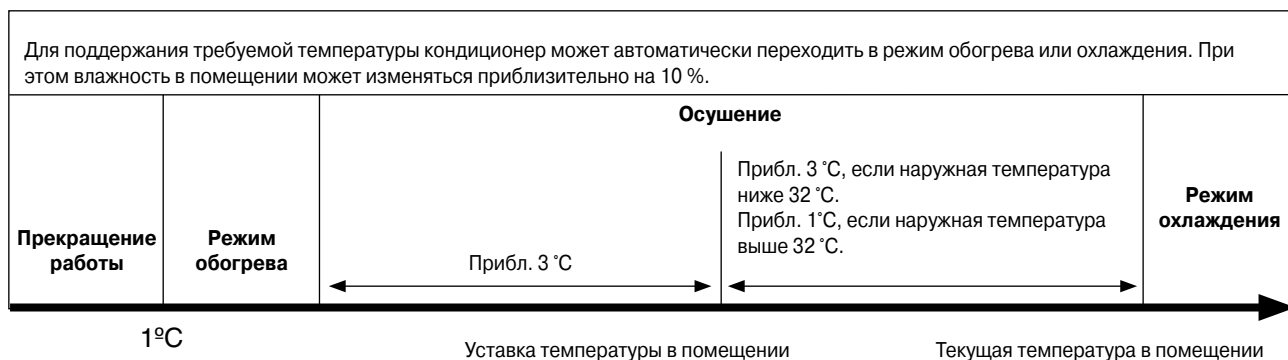 Для поддержания требуемой температуры кондиционер может автоматически переходить в режим обогрева или охлаждения. При
этом влажность в помещении может изменяться приблизительно на 10 %.
Осушение
Прекращение
работы
Режим
обогрева
Прибл. 3 °C
Прибл. 3 °C, если наружная температура
ниже 32 °C.
Прибл. 1°C, если наружная температура
выше 32 °C.
Режим
охлаждения
1ºC
Уставка температуры в помещении
Текущая температура в помещении